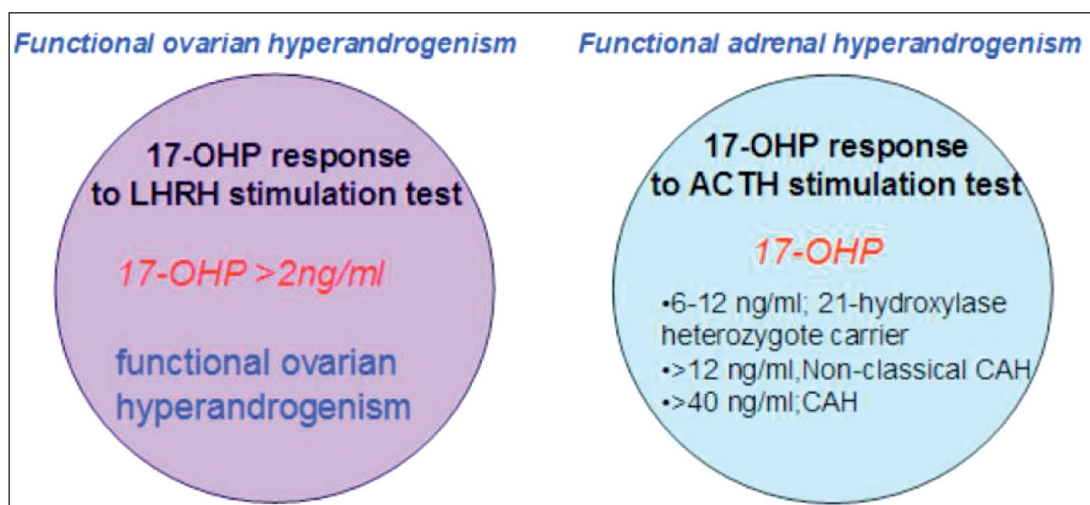 Functional ovarian hyperandrogenism
17-OHP response
to LHRH stimulation test
17-OHP >2ng/ml
functional ovarian
hyperandrogenism
Functional adrenal hyperandrogenism
17-OHP response
to ACTH stimulation test
17-OHP
•6-12 ng/ml; 21-hydroxylase
heterozygote carrier
•>12 ng/ml,Non-classical CAH
•>40 ng/ml;CAH